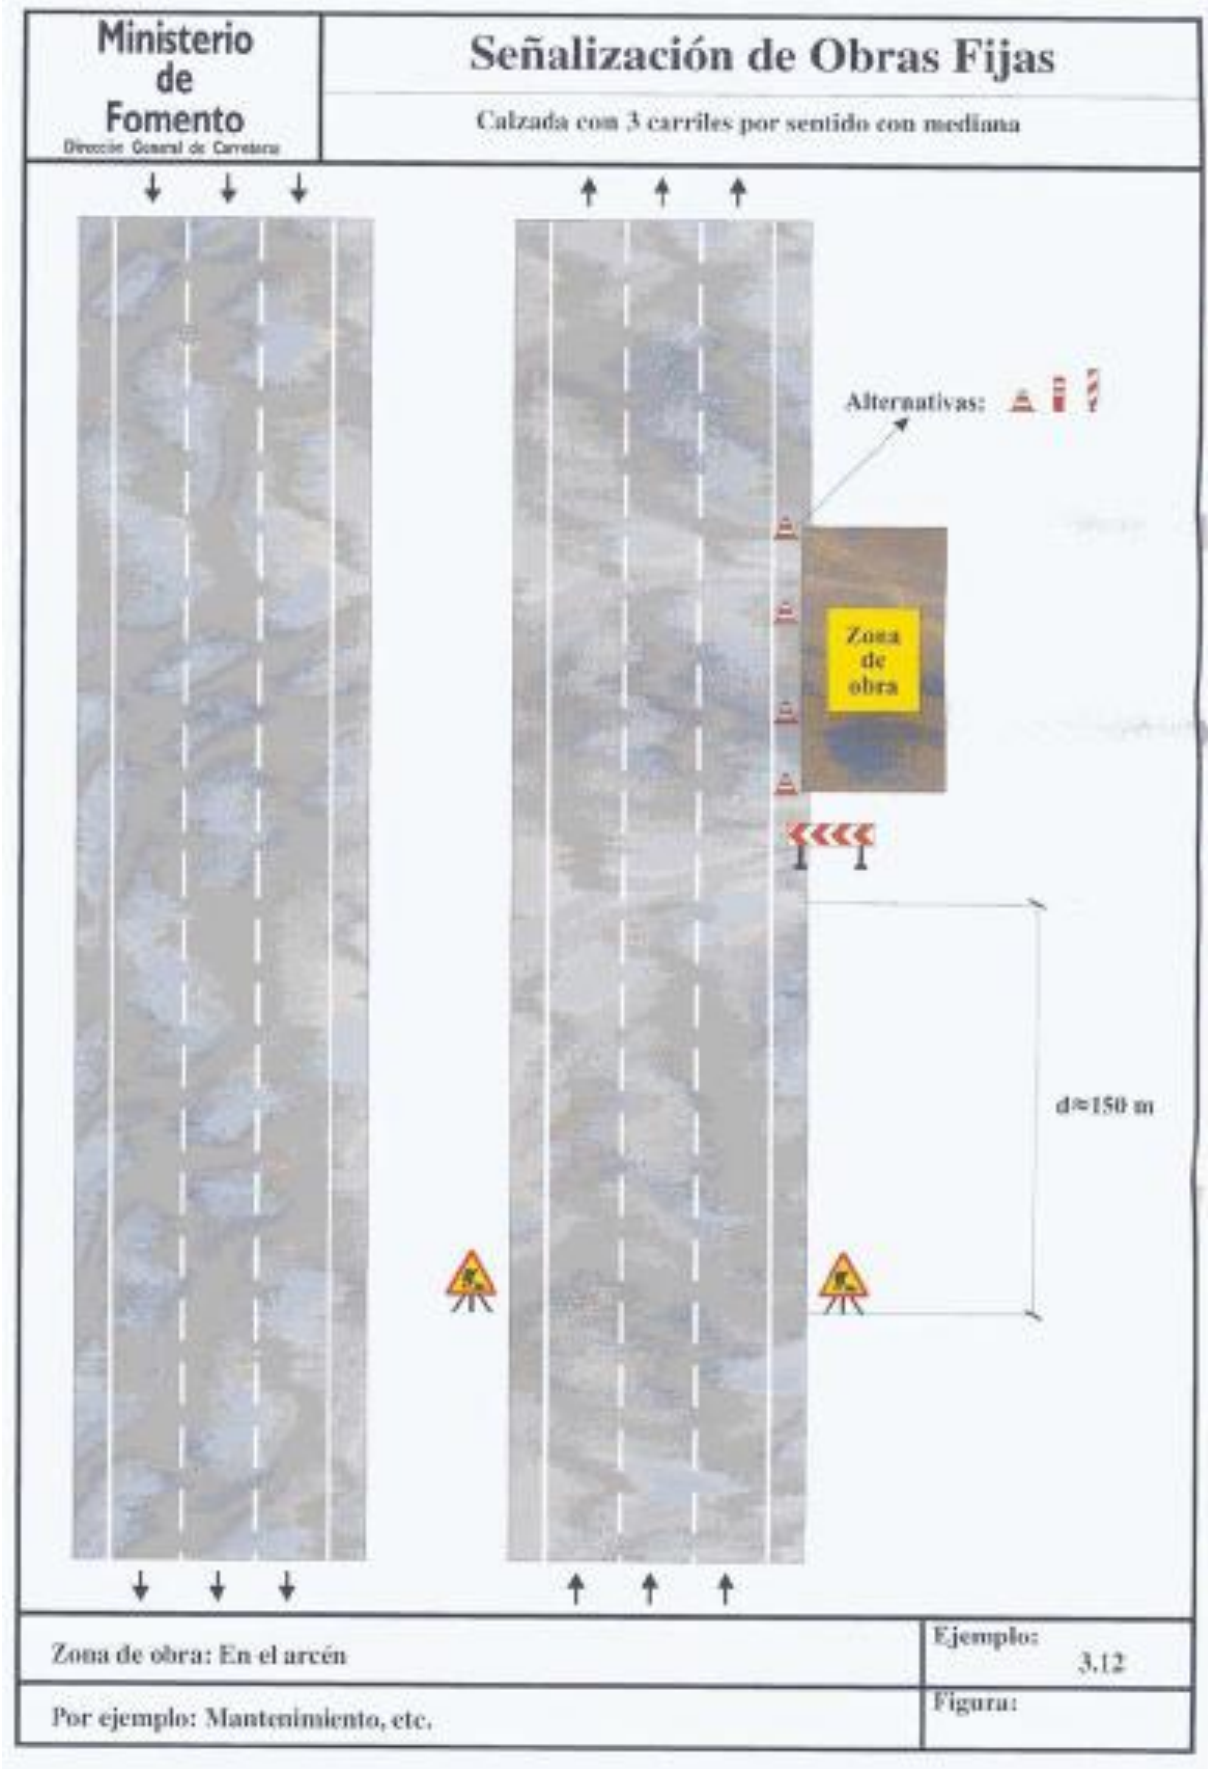 Ministerio
de
Fomento
Dirección General de Carreteras
Señalización de Obras Fijas
Calzada con 3 carriles por sentido con mediana
Alternativas:
Zona
de
obra
d≈150 m
Zona de obra: En el arcén
Ejemplo:
3.12
Por ejemplo: Mantenimiento, etc.
Figura: